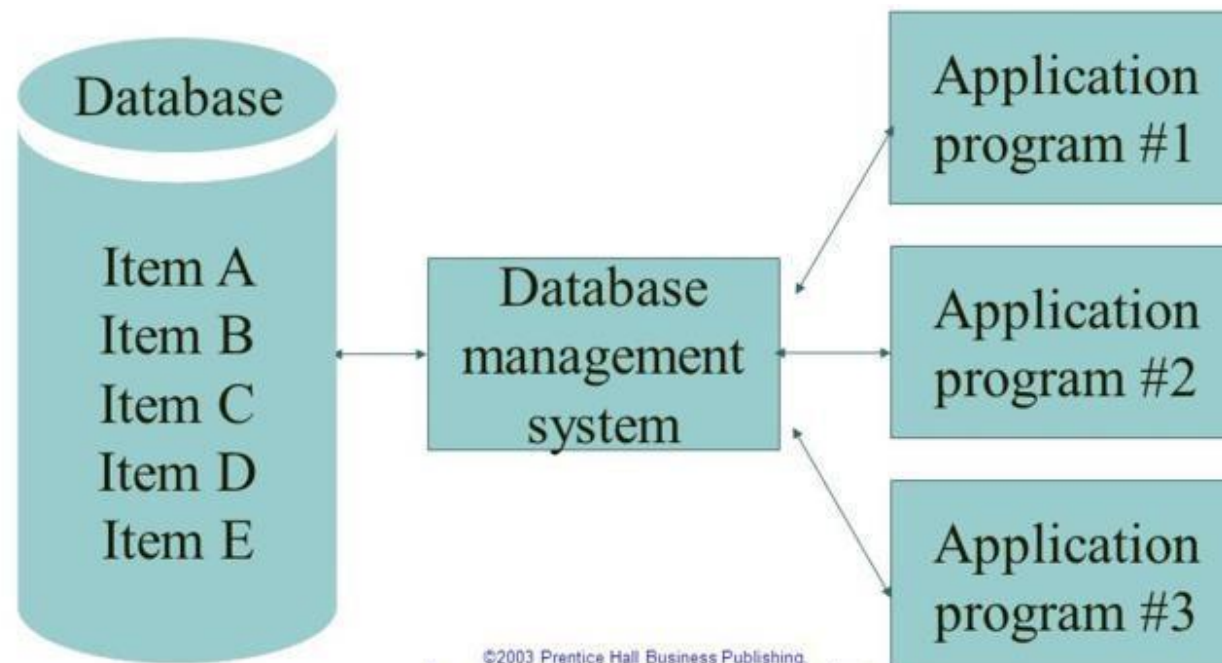 Database
Item A
Item B
Item C
Item D
Item E
Database
management
system
Application
program #1
Application
program #2
Application
program #3
©2003 Prentice Hall Business Publishing,